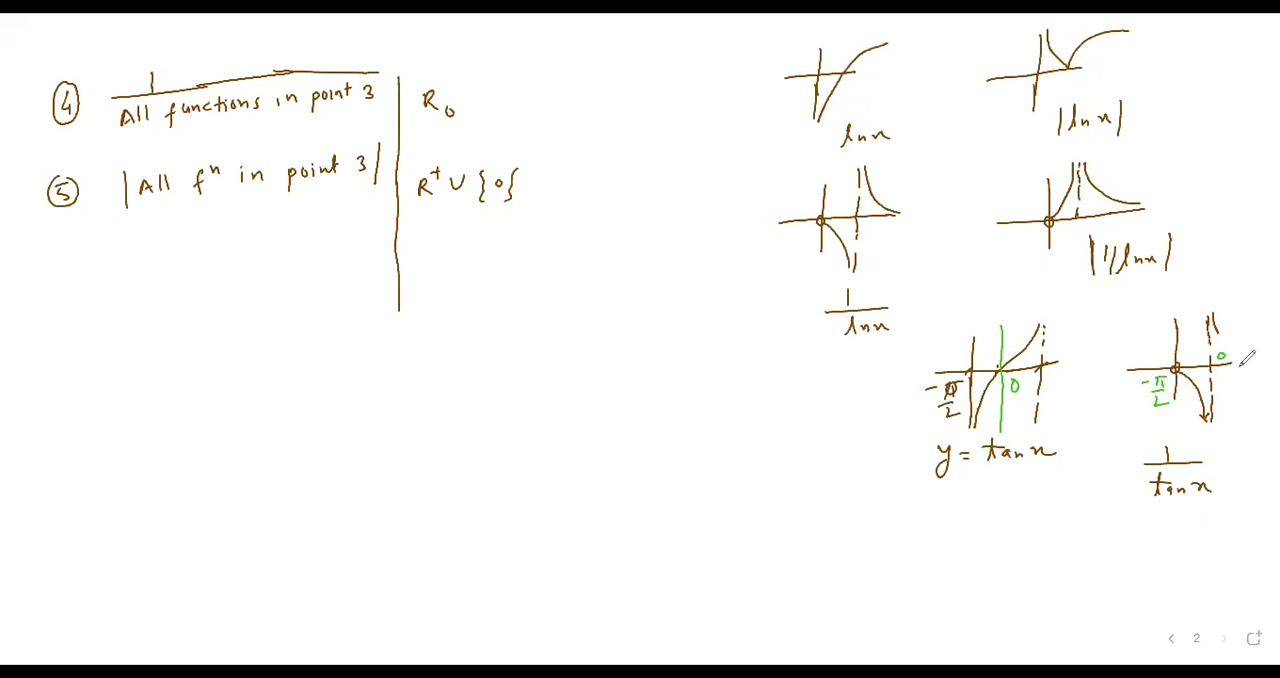 ④ 1
All functions in point 3 | R₀
⑤ |All fⁿ in point 3| | R⁺ ∪ {0}
ln x
|ln x|
1
ln x
|1/ln x|
-π/2 0
y = tan x
-π/2 0
1
tan x
2